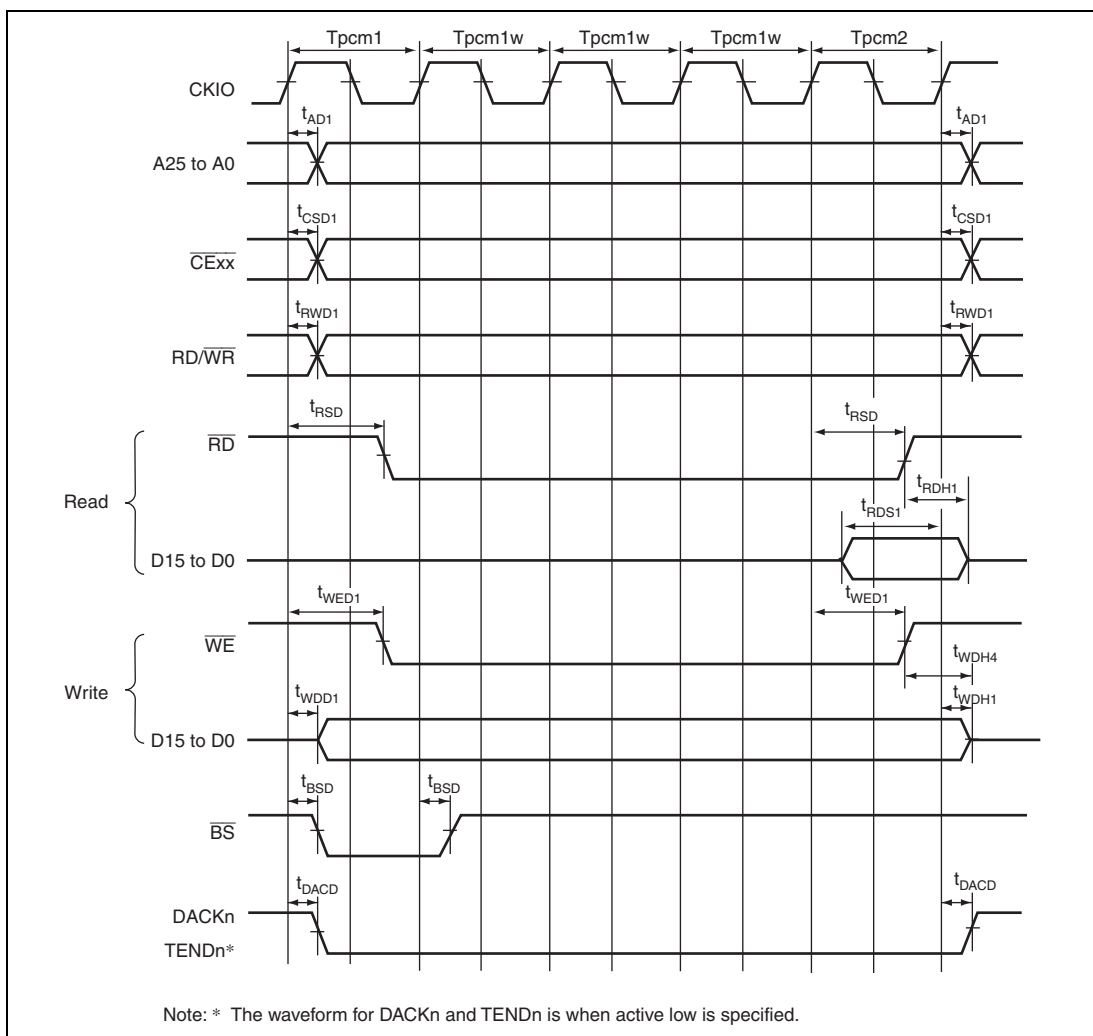 Tpcm1 Tpcm1w Tpcm1w Tpcm1w Tpcm2
CKIO
tAD1 tAD1
A25 to A0
tCSD1 tCSD1
CExx
tRWD1 tRWD1
RD/WR
tRSD tRSD
RD
tRDH1
Read
tRDS1
D15 to D0
tWED1 tWED1
WE
tWDH4
Write
tWDD1 tWDH1
D15 to D0
tBSD tBSD
BS
tDACD tDACD
DACKn
TENDn*
Note: * The waveform for DACKn and TENDn is when active low is specified.